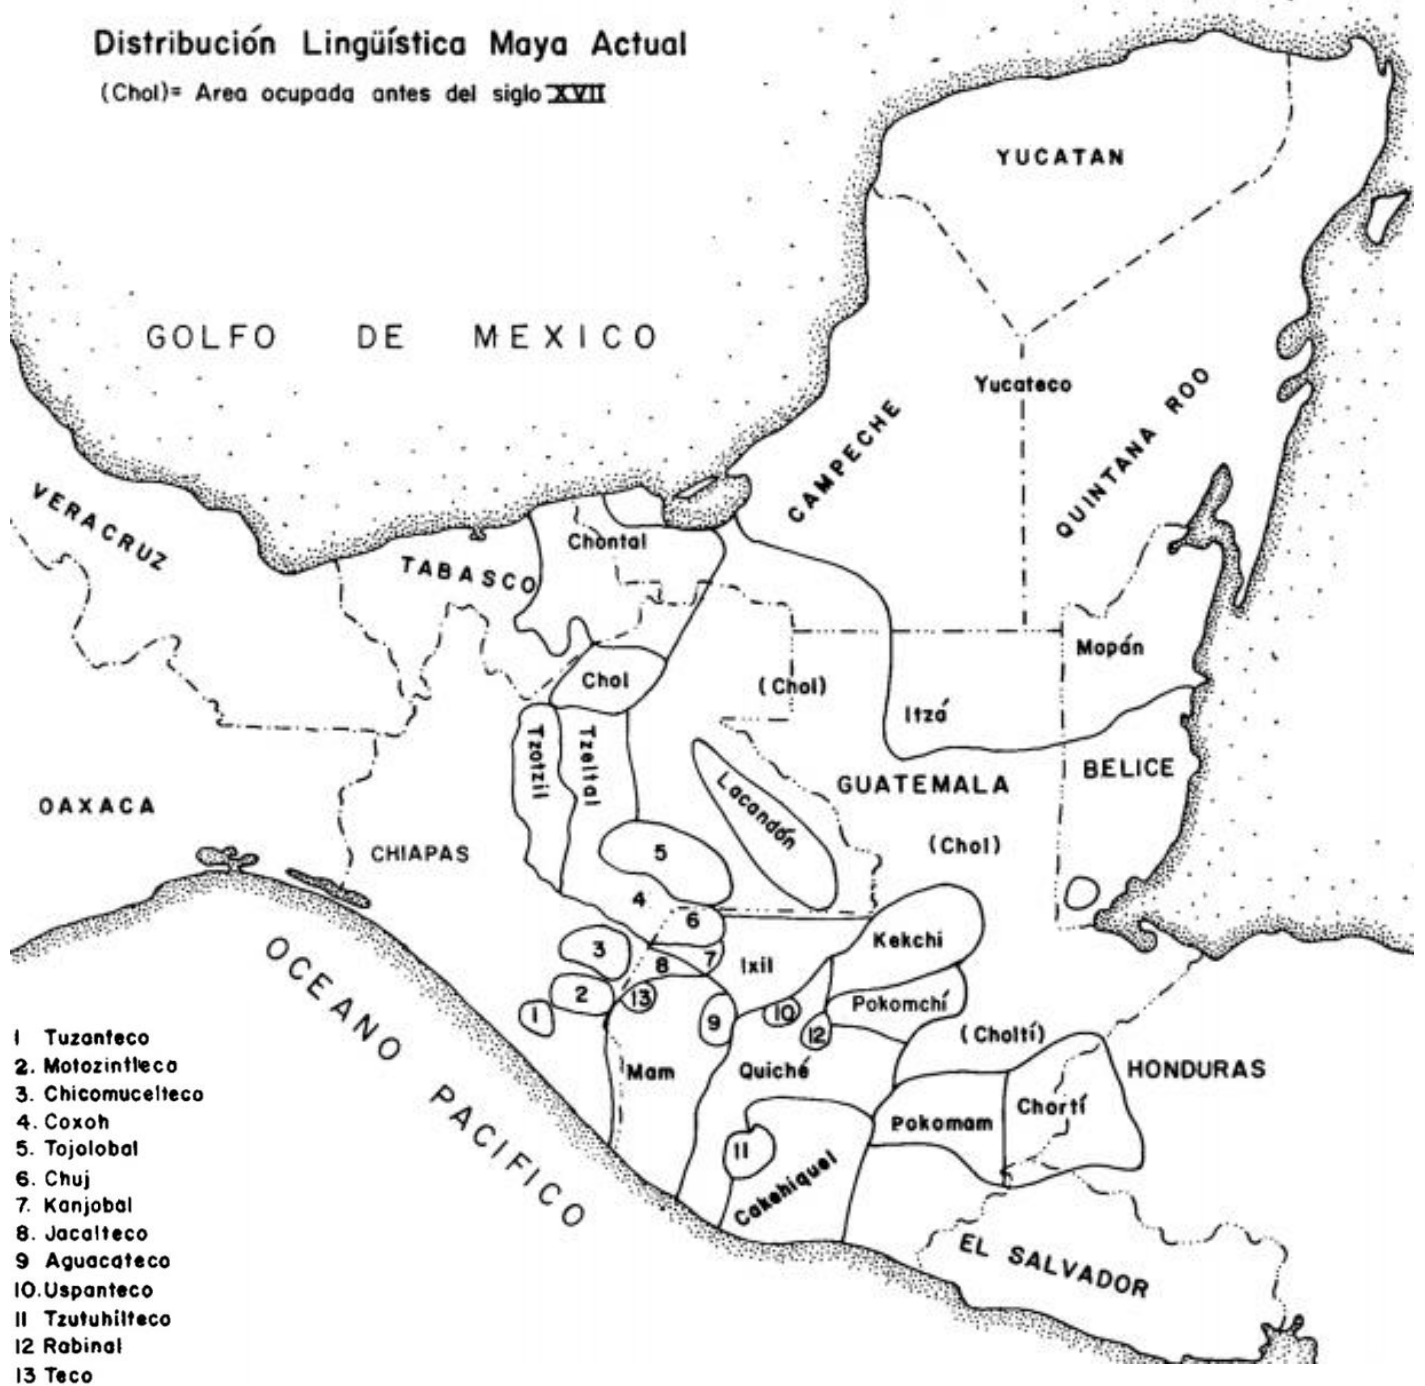 Distribución Lingüística Maya Actual
(Chol)= Area ocupada antes del siglo XVII
YUCATAN
GOLFO DE MEXICO
Yucateco
CAMPECHE
QUINTANA ROO
VERACRUZ
Chontal
TABASCO
Mopán
Chol
(Chol)
Itzá
Tzotzil
Tzeltal
Lacandón
GUATEMALA
BELICE
OAXACA
CHIAPAS
5
(Chol)
4
6
Kekchi
3
7
8
Ixil
2
13
Pokomchí
1
9
10
12
(Choltí)
OCEANO PACIFICO
Mam
Quiché
HONDURAS
Chortí
Pokomam
11
Cakchiquel
EL SALVADOR
1 Tuzanteco
2. Motozintleco
3. Chicomucelteco
4. Coxoh
5. Tojolobal
6. Chuj
7. Kanjobal
8. Jacalteco
9 Aguacateco
10. Uspanteco
11 Tzutuhilteco
12 Rabinal
13 Teco